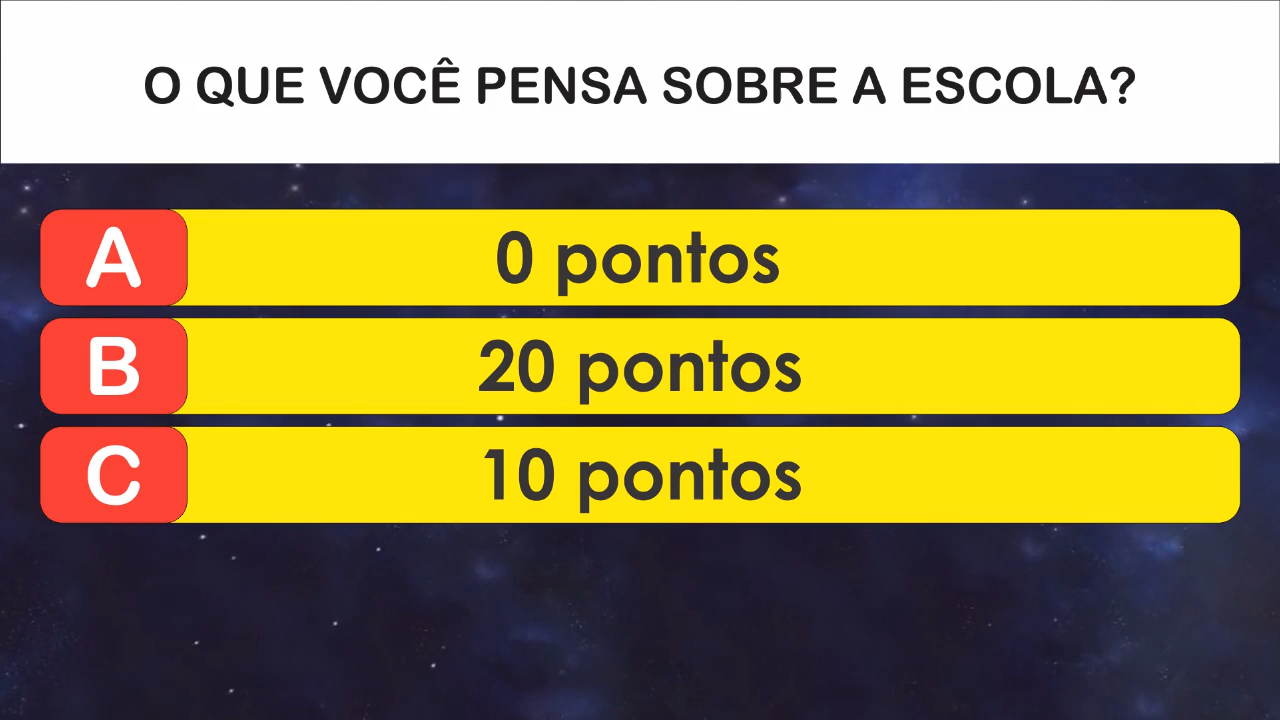 O QUE VOCÊ PENSA SOBRE A ESCOLA?
A 0 pontos
B 20 pontos
C 10 pontos